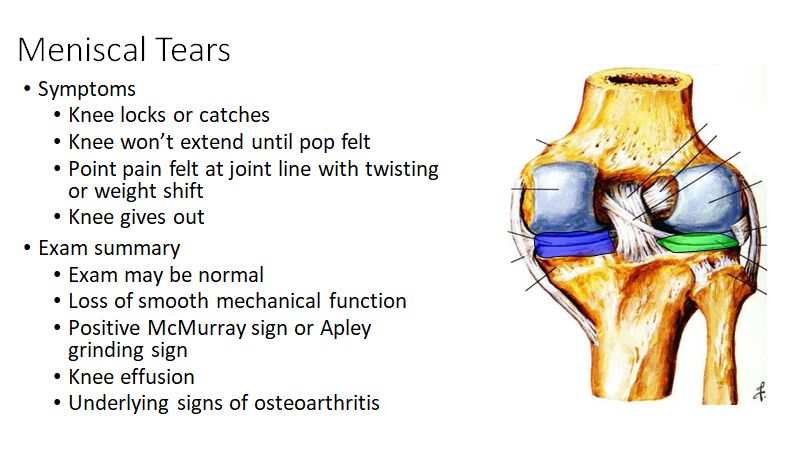 Meniscal Tears
• Symptoms
• Knee locks or catches
• Knee won’t extend until pop felt
• Point pain felt at joint line with twisting
or weight shift
• Knee gives out
• Exam summary
• Exam may be normal
• Loss of smooth mechanical function
• Positive McMurray sign or Apley
grinding sign
• Knee effusion
• Underlying signs of osteoarthritis